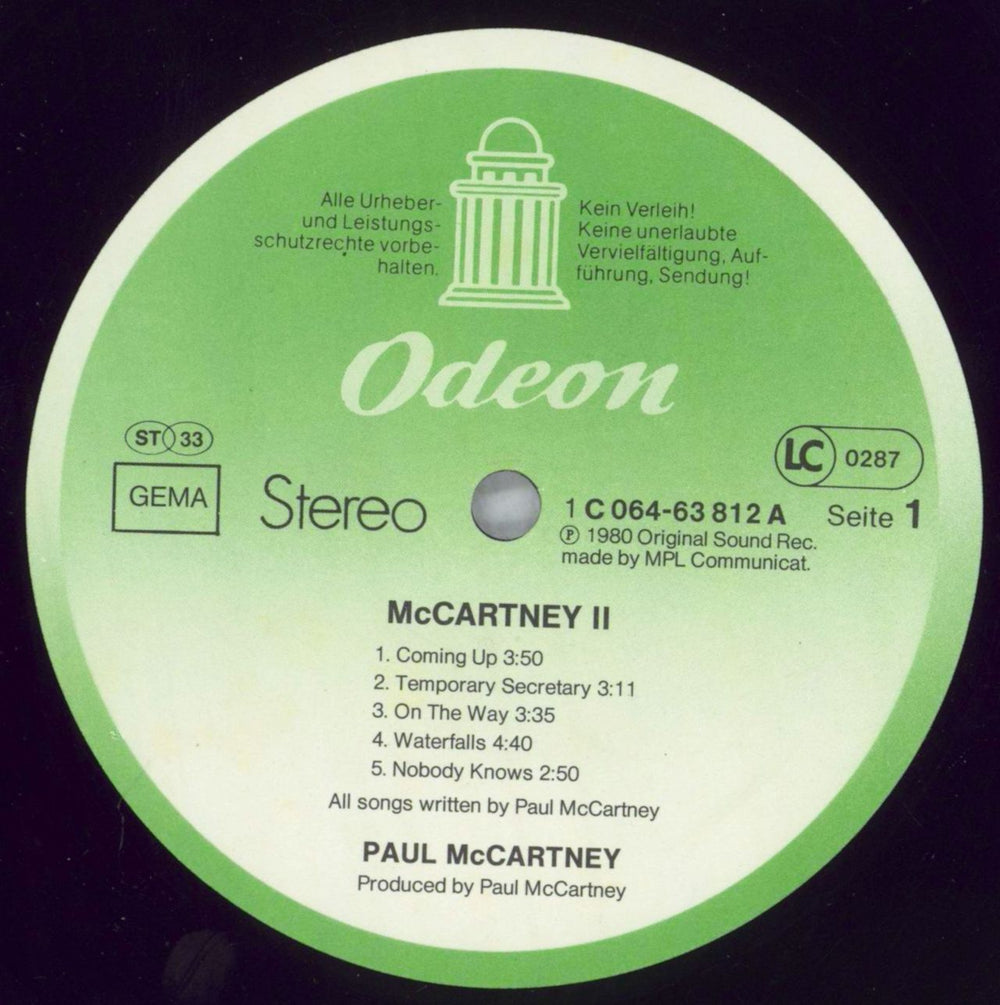 Alle Urheber-
und Leistungs-
schutzrechte vorbe-
halten.
Kein Verleih!
Keine unerlaubte
Vervielfältigung, Auf-
führung, Sendung!
Odeon
ST 33
GEMA
Stereo
LC 0287
1 C 064-63 812 A
Seite 1
℗ 1980 Original Sound Rec.
made by MPL Communicat.
McCARTNEY II
1. Coming Up 3:50
2. Temporary Secretary 3:11
3. On The Way 3:35
4. Waterfalls 4:40
5. Nobody Knows 2:50
All songs written by Paul McCartney
PAUL McCARTNEY
Produced by Paul McCartney